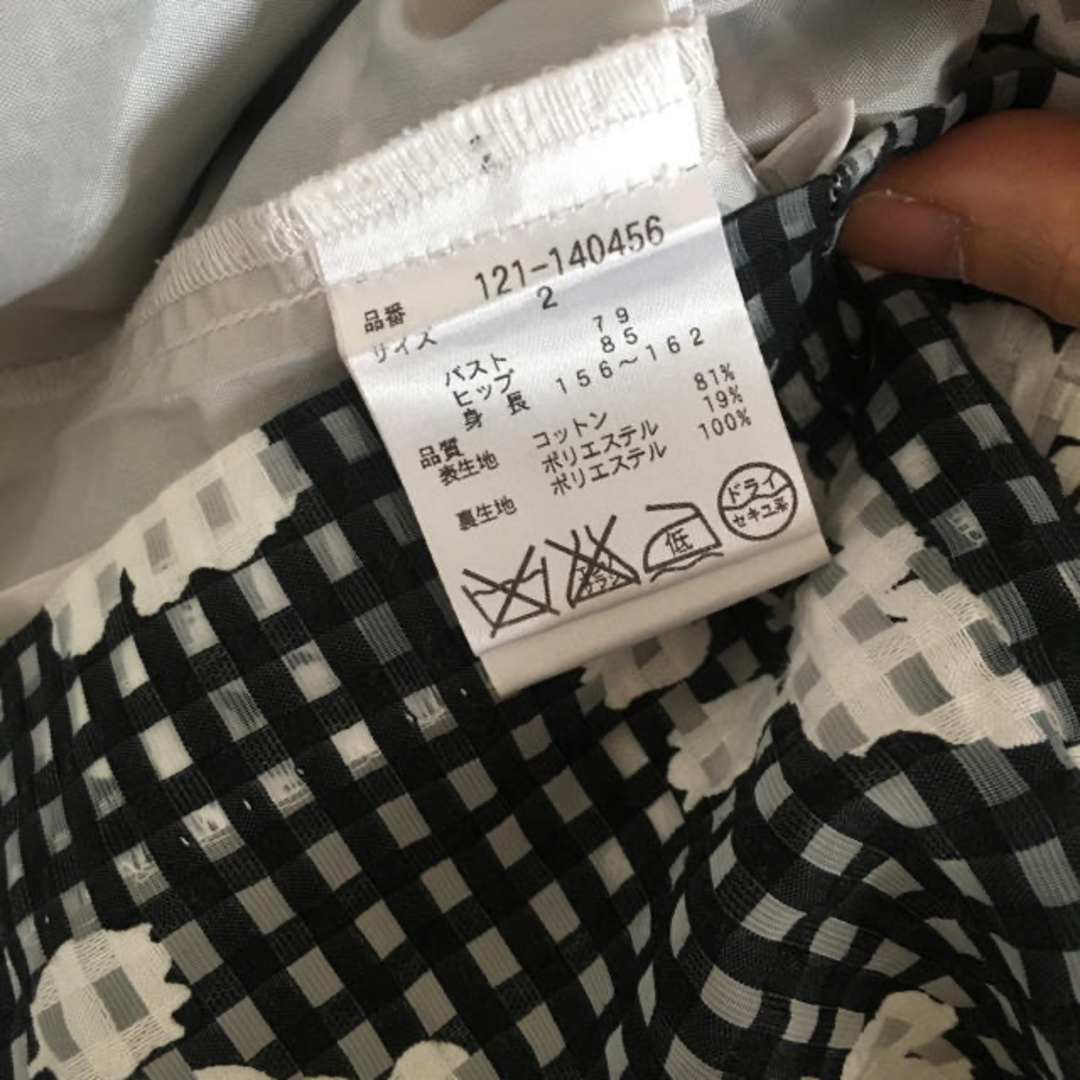 品番 121-140456
サイズ 2
バスト 79
ヒップ 85
身長 156~162
品質
表生地 コットン 81%
ポリエステル 19%
裏生地 ポリエステル 100%
低
ドライ
セキユ系